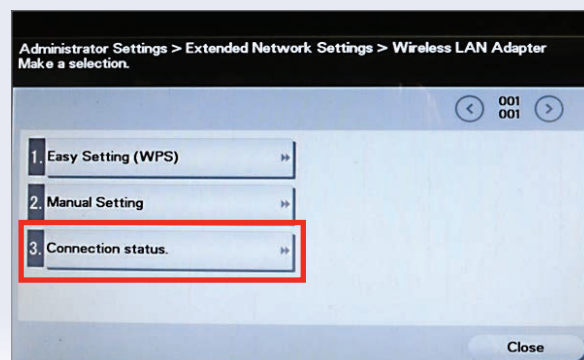 Administrator Settings > Extended Network Settings > Wireless LAN Adapter
Make a selection.
001
001
1. Easy Setting (WPS)
2. Manual Setting
3. Connection status.
Close